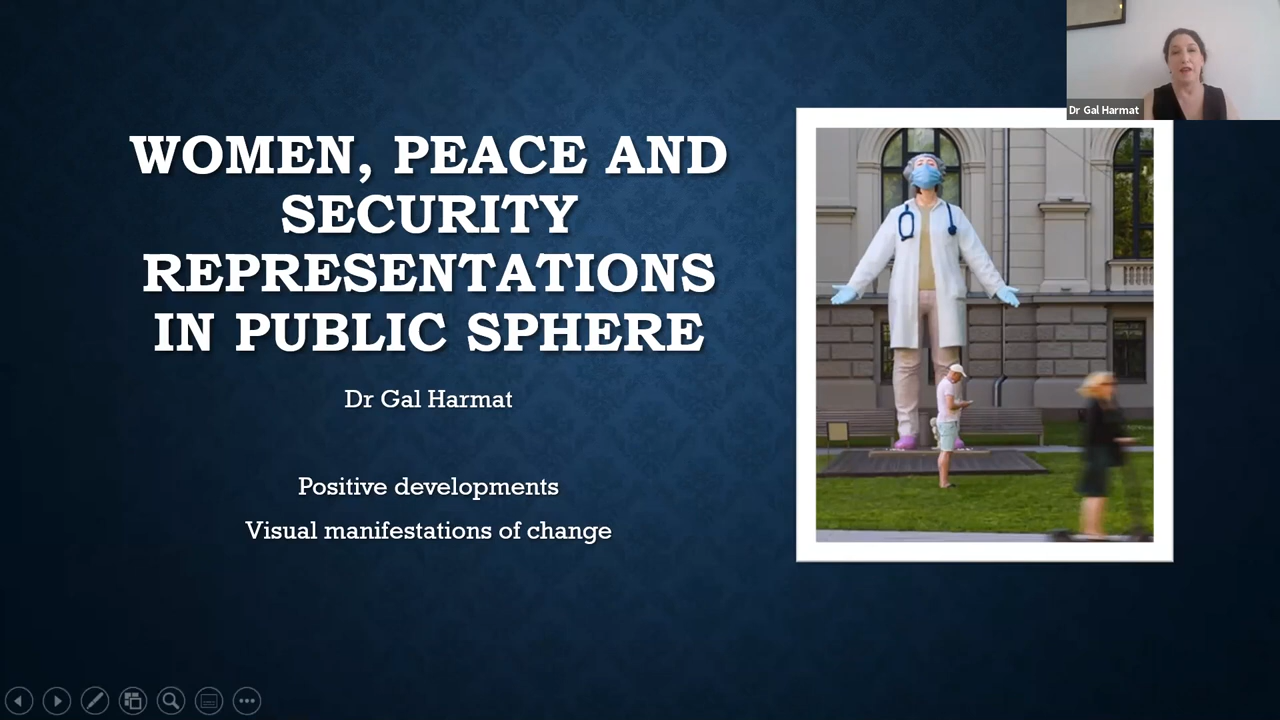 WOMEN, PEACE AND
SECURITY
REPRESENTATIONS
IN PUBLIC SPHERE
Dr Gal Harmat
Positive developments
Visual manifestations of change
Dr Gal Harmat